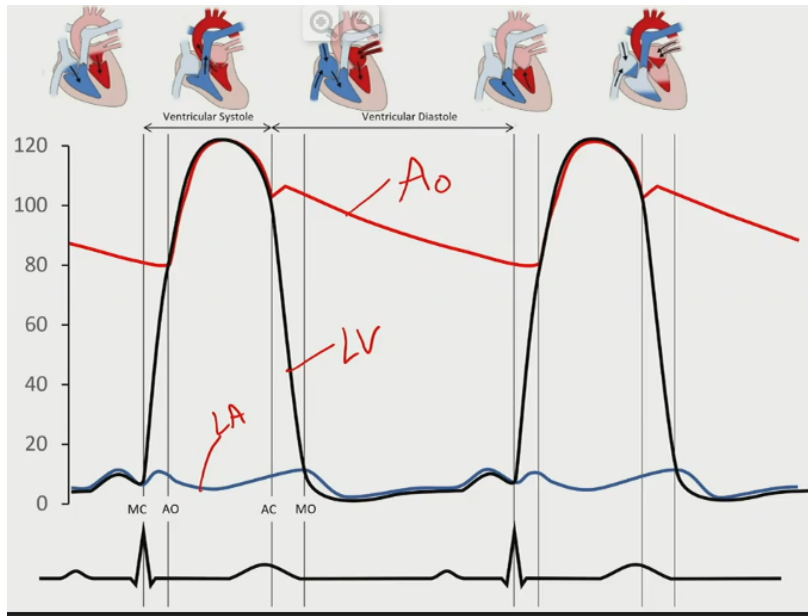 Ventricular Systole
Ventricular Diastole
120
100
80
60
40
20
0
Ao
LV
LA
MC AO AC MO